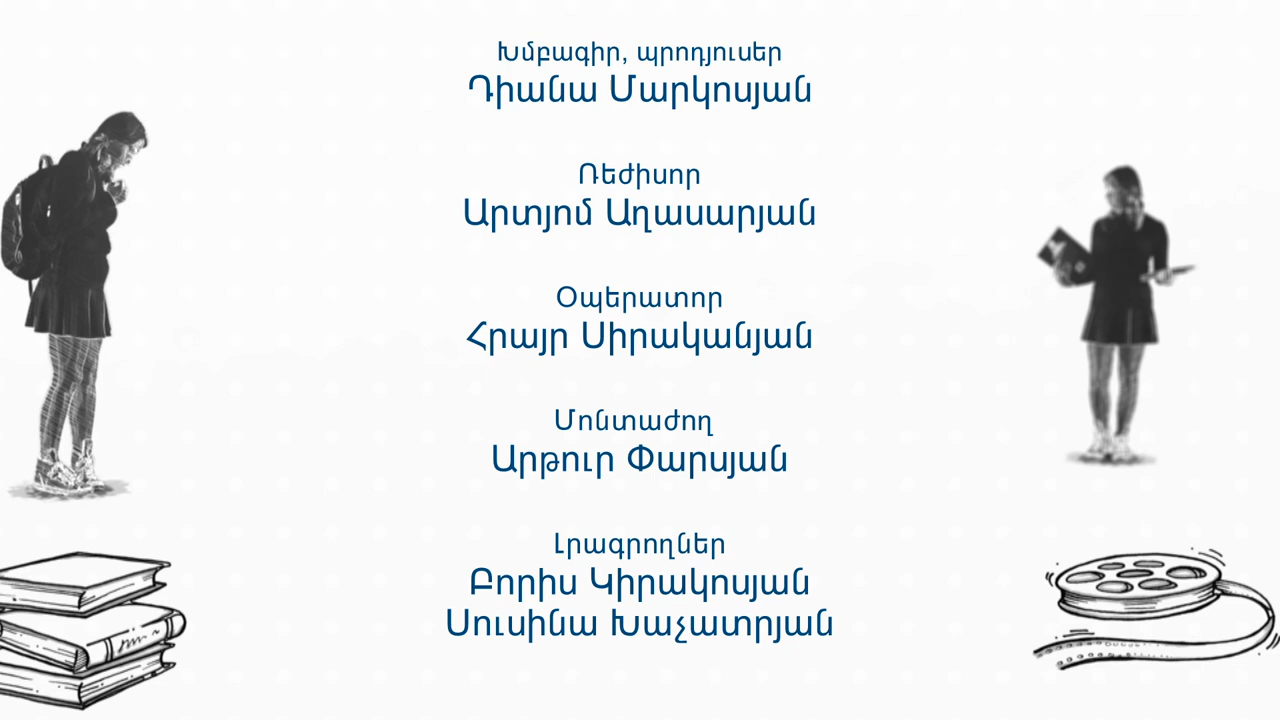 Խմբագիր, պրոդյուսեր
Դիանա Մարկոսյան
Ռեժիսոր
Արտյոմ Աղասարյան
Օպերատոր
Հրայր Սիրականյան
Մոնտաժող
Արթուր Փարսյան
Լրագրողներ
Բորիս Կիրակոսյան
Սուսինա Խաչատրյան